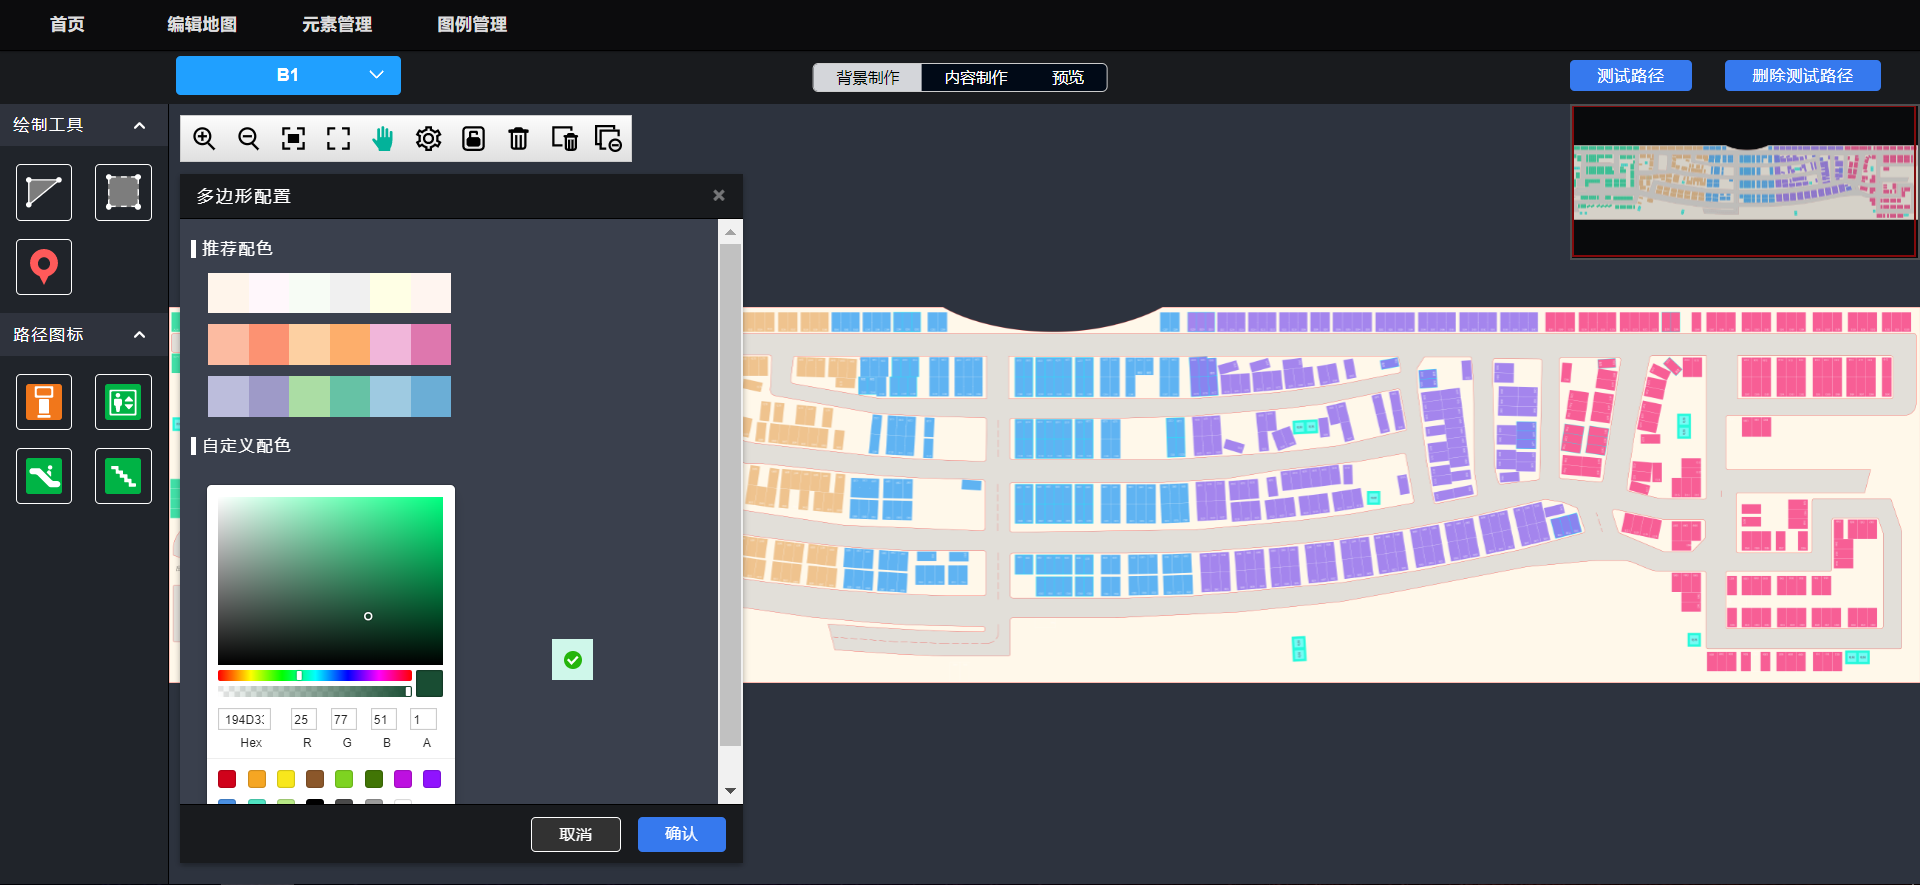 首页 编辑地图 元素管理 图例管理
B1
背景制作 内容制作 预览
测试路径 删除测试路径
绘制工具
路径图标
多边形配置
推荐配色
自定义配色
194D3 25 77 51 1
Hex R G B A
取消 确认